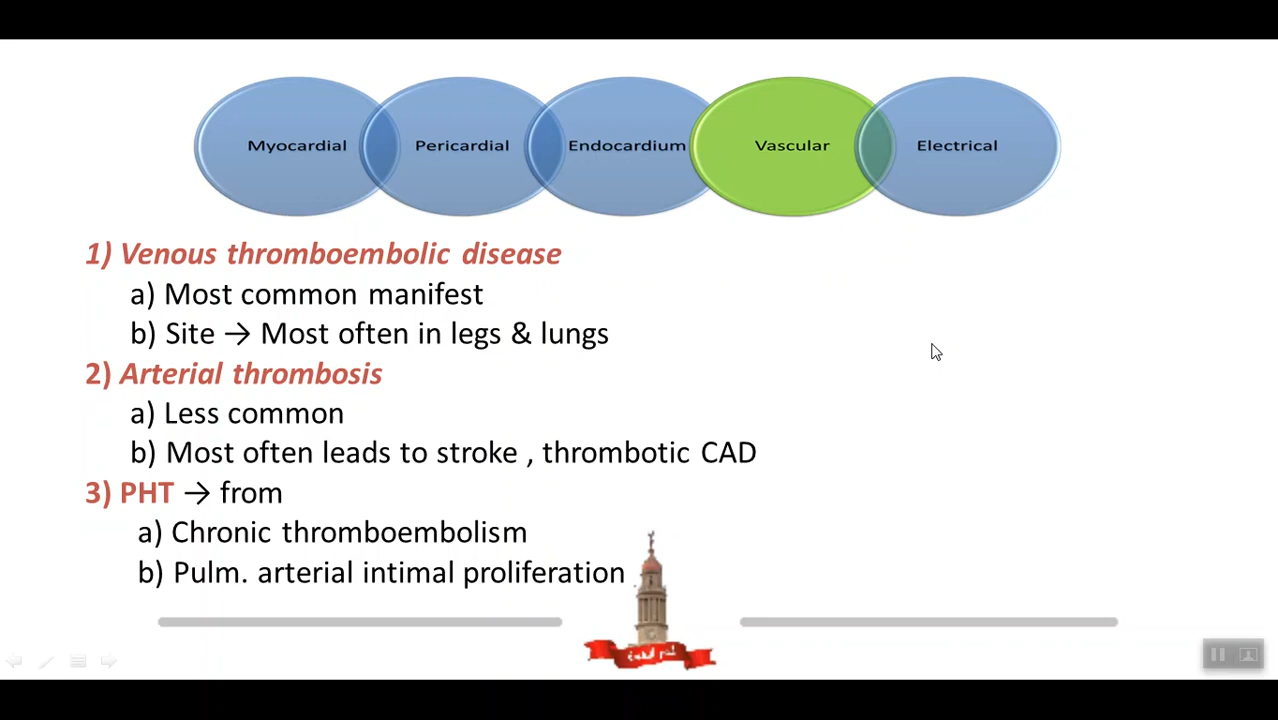 Myocardial
Pericardial
Endocardium
Vascular
Electrical
1) Venous thromboembolic disease
a) Most common manifest
b) Site → Most often in legs & lungs
2) Arterial thrombosis
a) Less common
b) Most often leads to stroke , thrombotic CAD
3) PHT → from
a) Chronic thromboembolism
b) Pulm. arterial intimal proliferation